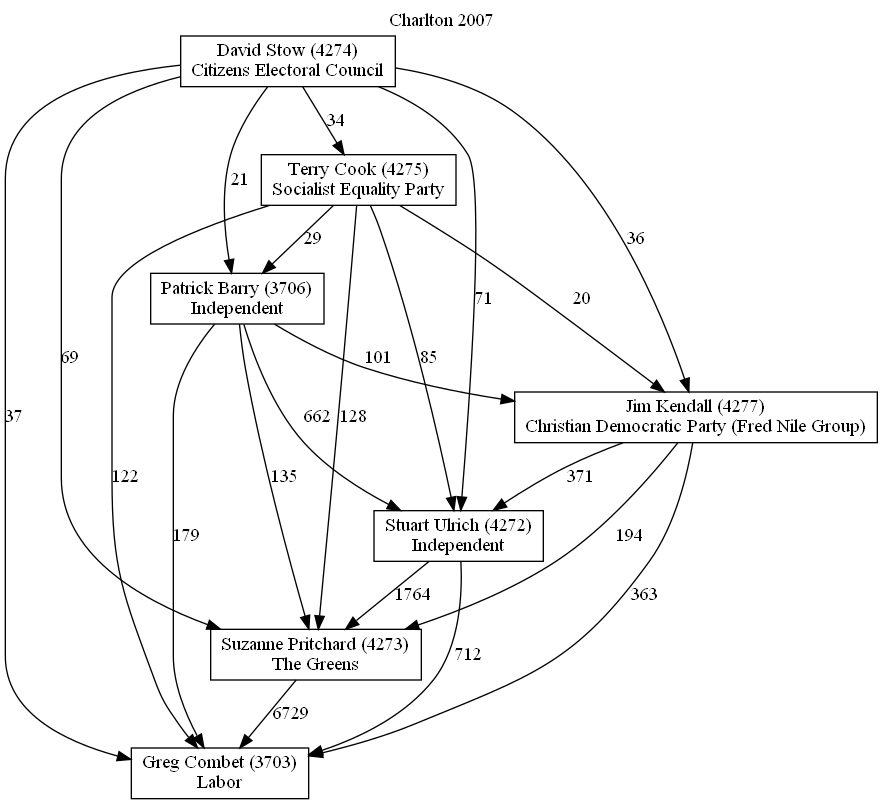 Charlton 2007
David Stow (4274)
Citizens Electoral Council
34
Terry Cook (4275)
Socialist Equality Party
21
29
36
Patrick Barry (3706)
Independent
71
20
69
101
85
Jim Kendall (4277)
Christian Democratic Party (Fred Nile Group)
37
662
128
122
135
371
Stuart Ulrich (4272)
Independent
179
194
1764
363
Suzanne Pritchard (4273)
The Greens
712
6729
Greg Combet (3703)
Labor